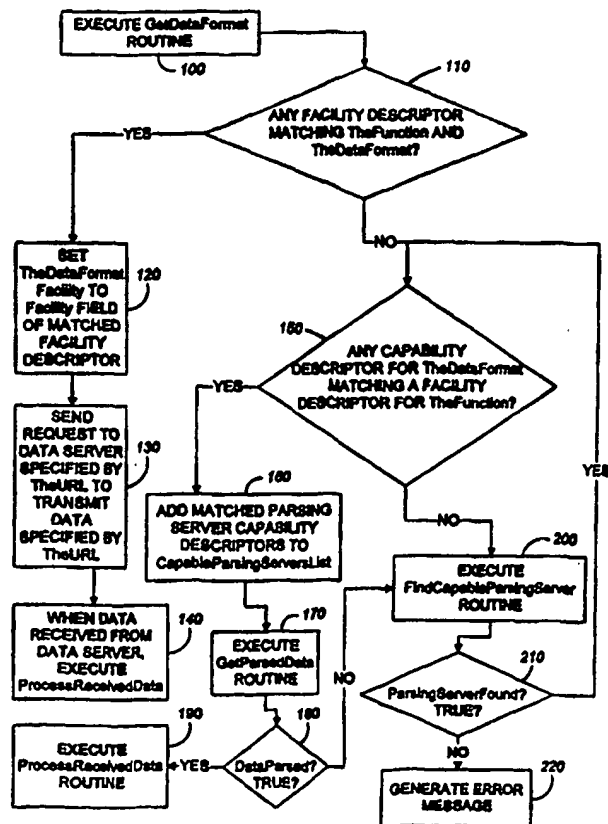 EXECUTE GetDataFormat
ROUTINE
100
110
ANY FACILITY DESCRIPTOR
MATCHING TheFunction AND
TheDataFormat?
YES
NO
SET
TheDataFormat
Facility TO
Facility FIELD
OF MATCHED
FACILITY
DESCRIPTOR
120
150
ANY CAPABILITY
DESCRIPTOR FOR TheDataFormat
MATCHING A FACILITY
DESCRIPTOR FOR TheFunction?
YES
YES
NO
SEND
REQUEST TO
DATA SERVER
SPECIFIED BY
TheURL TO
TRANSMIT
DATA
SPECIFIED BY
TheURL
130
160
ADD MATCHED PARSING
SERVER CAPABILITY
DESCRIPTORS TO
CapableParsingServersList
200
EXECUTE
FindCapableParsingServer
ROUTINE
WHEN DATA
RECEIVED FROM
DATA SERVER,
EXECUTE
ProcessReceivedData
140
170
EXECUTE
GetParsedData
ROUTINE
NO
210
ParsingServerFound?
TRUE?
190
EXECUTE
ProcessReceivedData
ROUTINE
YES
180
DataParsed?
TRUE?
NO
220
GENERATE ERROR
MESSAGE